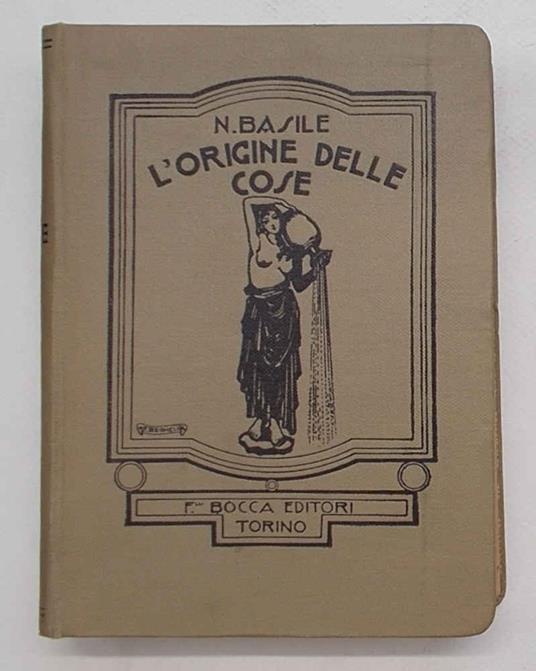 N. BASILE
L'ORIGINE DELLE
COSE
F.lli BOCCA EDITORI
TORINO